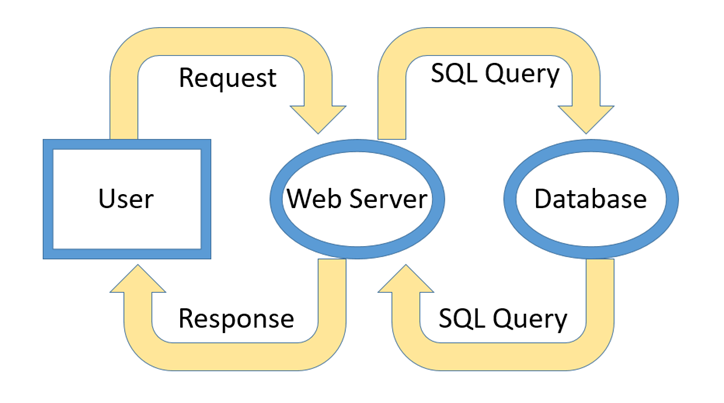 Request
SQL Query
User
Web Server
Database
Response
SQL Query